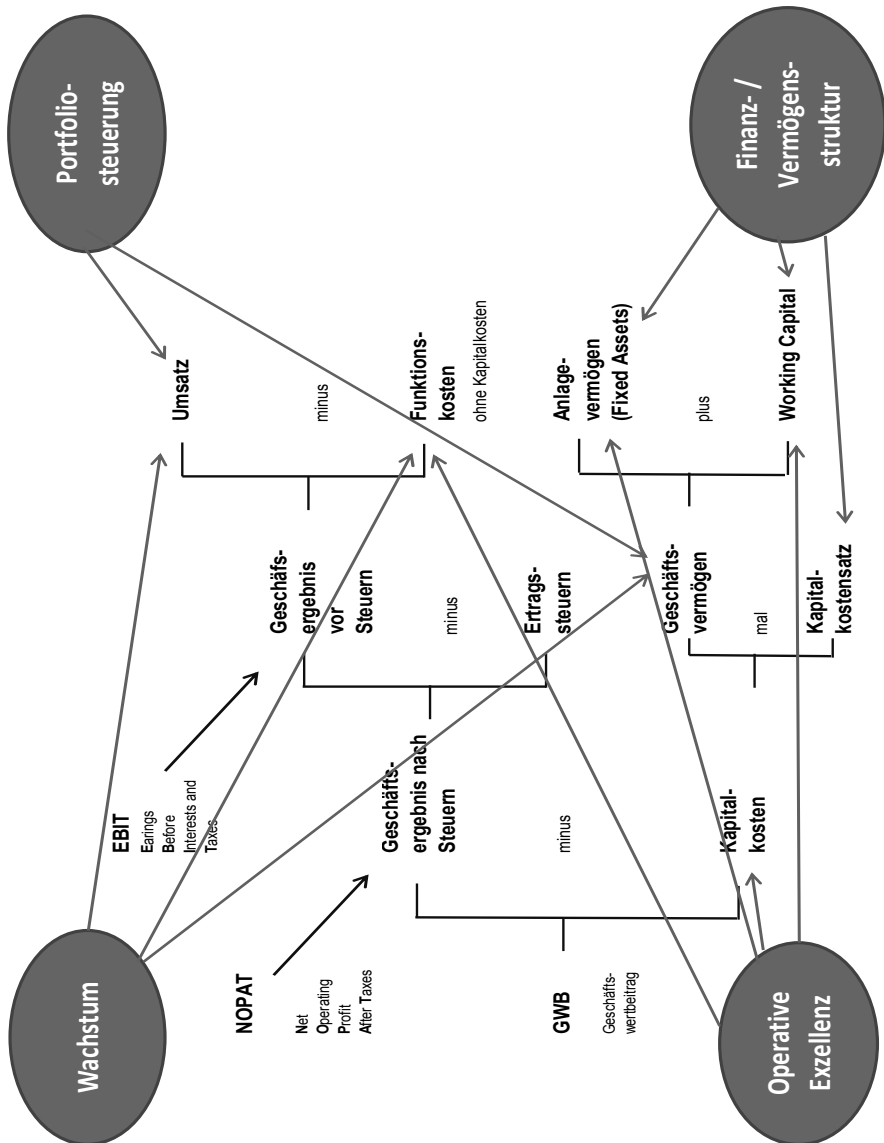 Wachstum
Portfolio-
steuerung
EBIT
Earings
Before
Interests and
Taxes
Umsatz
minus
Funktions-
kosten
ohne Kapitalkosten
NOPAT
Net
Operating
Profit
After Taxes
Geschäfs-
ergebnis
vor
Steuern
minus
Ertrags-
steuern
Geschäfts-
ergebnis nach
Steuern
minus
Kapital-
kosten
GWB
Geschäfts-
wertbeitrag
Anlage-
vermögen
(Fixed Assets)
plus
Working Capital
Geschäfts-
vermögen
mal
Kapital-
kostensatz
Operative
Exzellenz
Finanz- /
Vermögens-
struktur